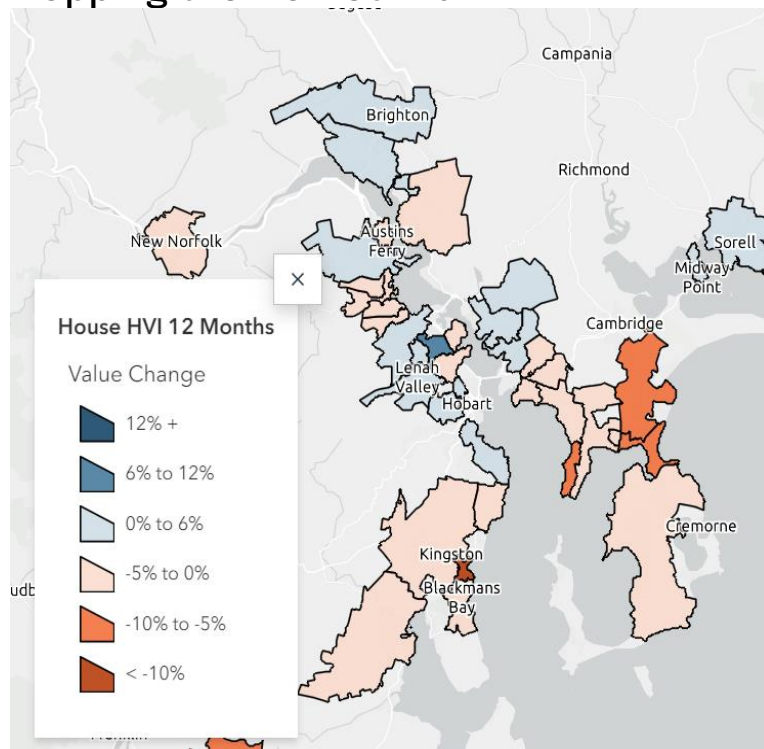 Campania
Brighton
Richmond
New Norfolk
Austins
Ferry
Sorell
Midway
Point
×
House HVI 12 Months
Cambridge
Value Change
Lenah
Valley
Hobart
12% +
6% to 12%
0% to 6%
Cremorne
-5% to 0%
Kingston
Blackmans
Bay
udb
-10% to -5%
< -10%